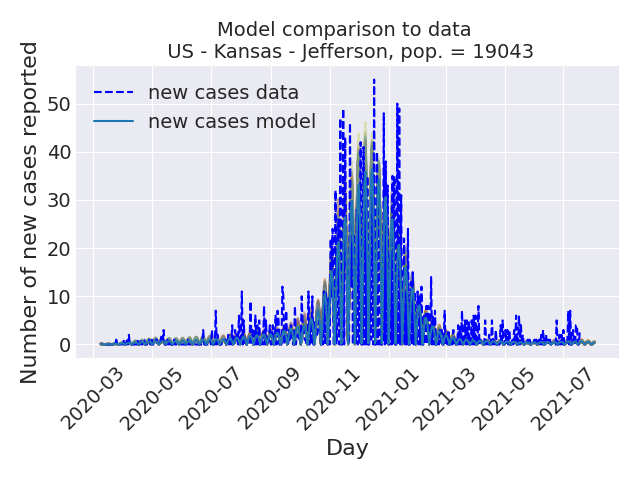 Model comparison to data
US - Kansas - Jefferson, pop. = 19043
Number of new cases reported
50
40
30
20
10
0
new cases data
new cases model
2020-03
2020-05
2020-07
2020-09
2020-11
2021-01
2021-03
2021-05
2021-07
Day